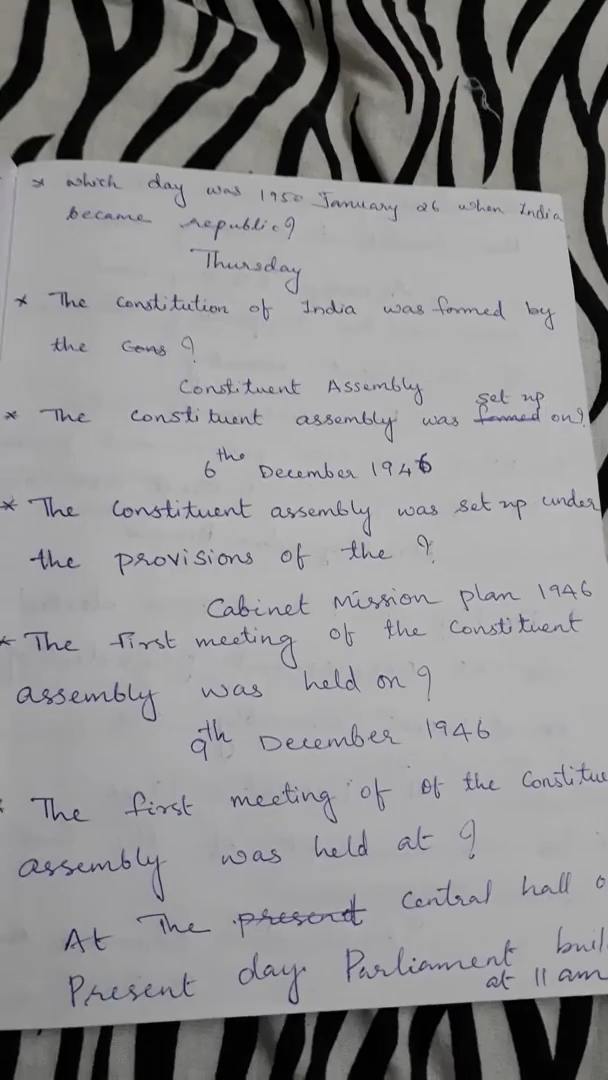 * which day was 1950 January 26 when India
became republic?
Thursday
* The constitution of India was formed by
the Cons ?
Constituent Assembly
* The constituent assembly was formed set up on?
6the December 1946
* The Constituent assembly was set up under
the provisions of the ?
Cabinet Mission plan 1946
* The first meeting of the Constituent
assembly was held on ?
9th December 1946
The first meeting of of the Constitue
assembly was held at ?
At The present Central hall o
Present day Parliament buil
at 11 am